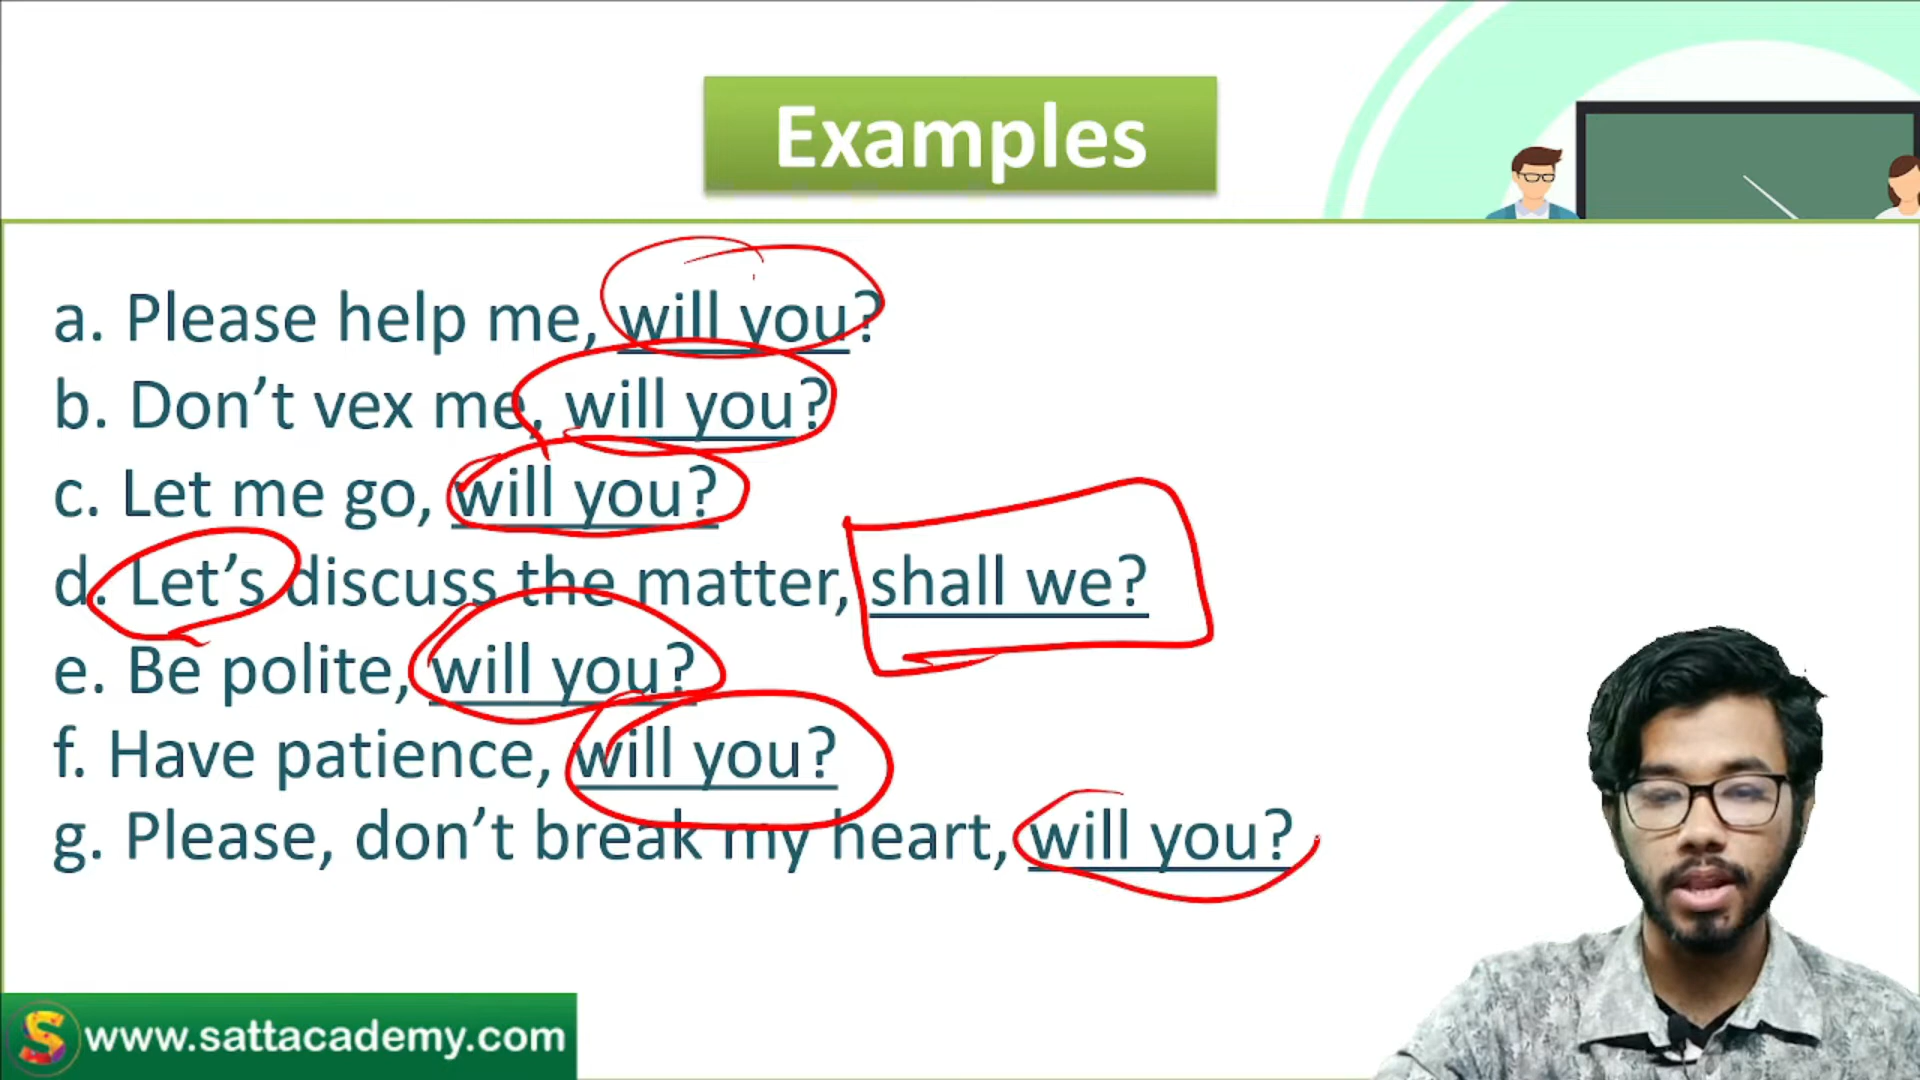 Examples
a. Please help me, will you?
b. Don’t vex me, will you?
c. Let me go, will you?
d. Let’s discuss the matter, shall we?
e. Be polite, will you?
f. Have patience, will you?
g. Please, don’t break my heart, will you?
S www.sattacademy.com